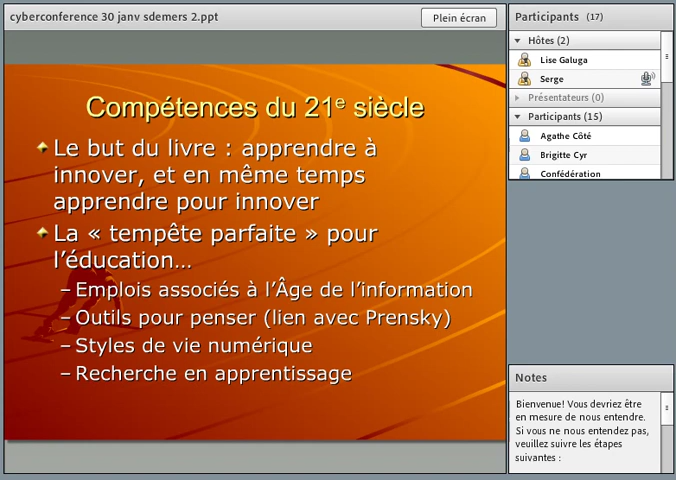 cyberconference 30 janv sdemers 2.ppt
Plein écran
Compétences du 21e siècle
Le but du livre : apprendre à
innover, et en même temps
apprendre pour innover
La « tempête parfaite » pour
l'éducation…
– Emplois associés à l'Âge de l'information
– Outils pour penser (lien avec Prensky)
– Styles de vie numérique
– Recherche en apprentissage
Participants (17)
Hôtes (2)
Lise Galuga
Serge
Présentateurs (0)
Participants (15)
Agathe Côté
Brigitte Cyr
Confédération
Notes
Bienvenue! Vous devriez être
en mesure de nous entendre.
Si vous ne nous entendez pas,
veuillez suivre les étapes
suivantes :